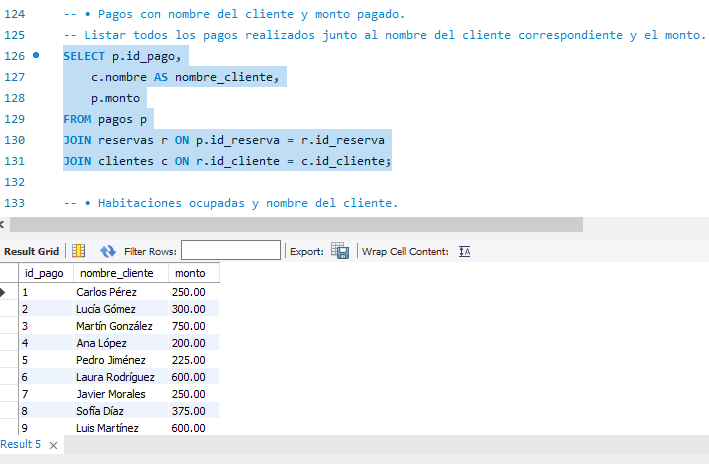 124 -- • Pagos con nombre del cliente y monto pagado.
125 -- Listar todos los pagos realizados junto al nombre del cliente correspondiente y el monto.
126 SELECT p.id_pago,
127 c.nombre AS nombre_cliente,
128 p.monto
129 FROM pagos p
130 JOIN reservas r ON p.id_reserva = r.id_reserva
131 JOIN clientes c ON r.id_cliente = c.id_cliente;
132
133 -- • Habitaciones ocupadas y nombre del cliente.
Result Grid Filter Rows: Export: Wrap Cell Content:
id_pago nombre_cliente monto
1 Carlos Pérez 250.00
2 Lucía Gómez 300.00
3 Martín González 750.00
4 Ana López 200.00
5 Pedro Jiménez 225.00
6 Laura Rodríguez 600.00
7 Javier Morales 250.00
8 Sofía Díaz 375.00
9 Luis Martínez 600.00
Result 5